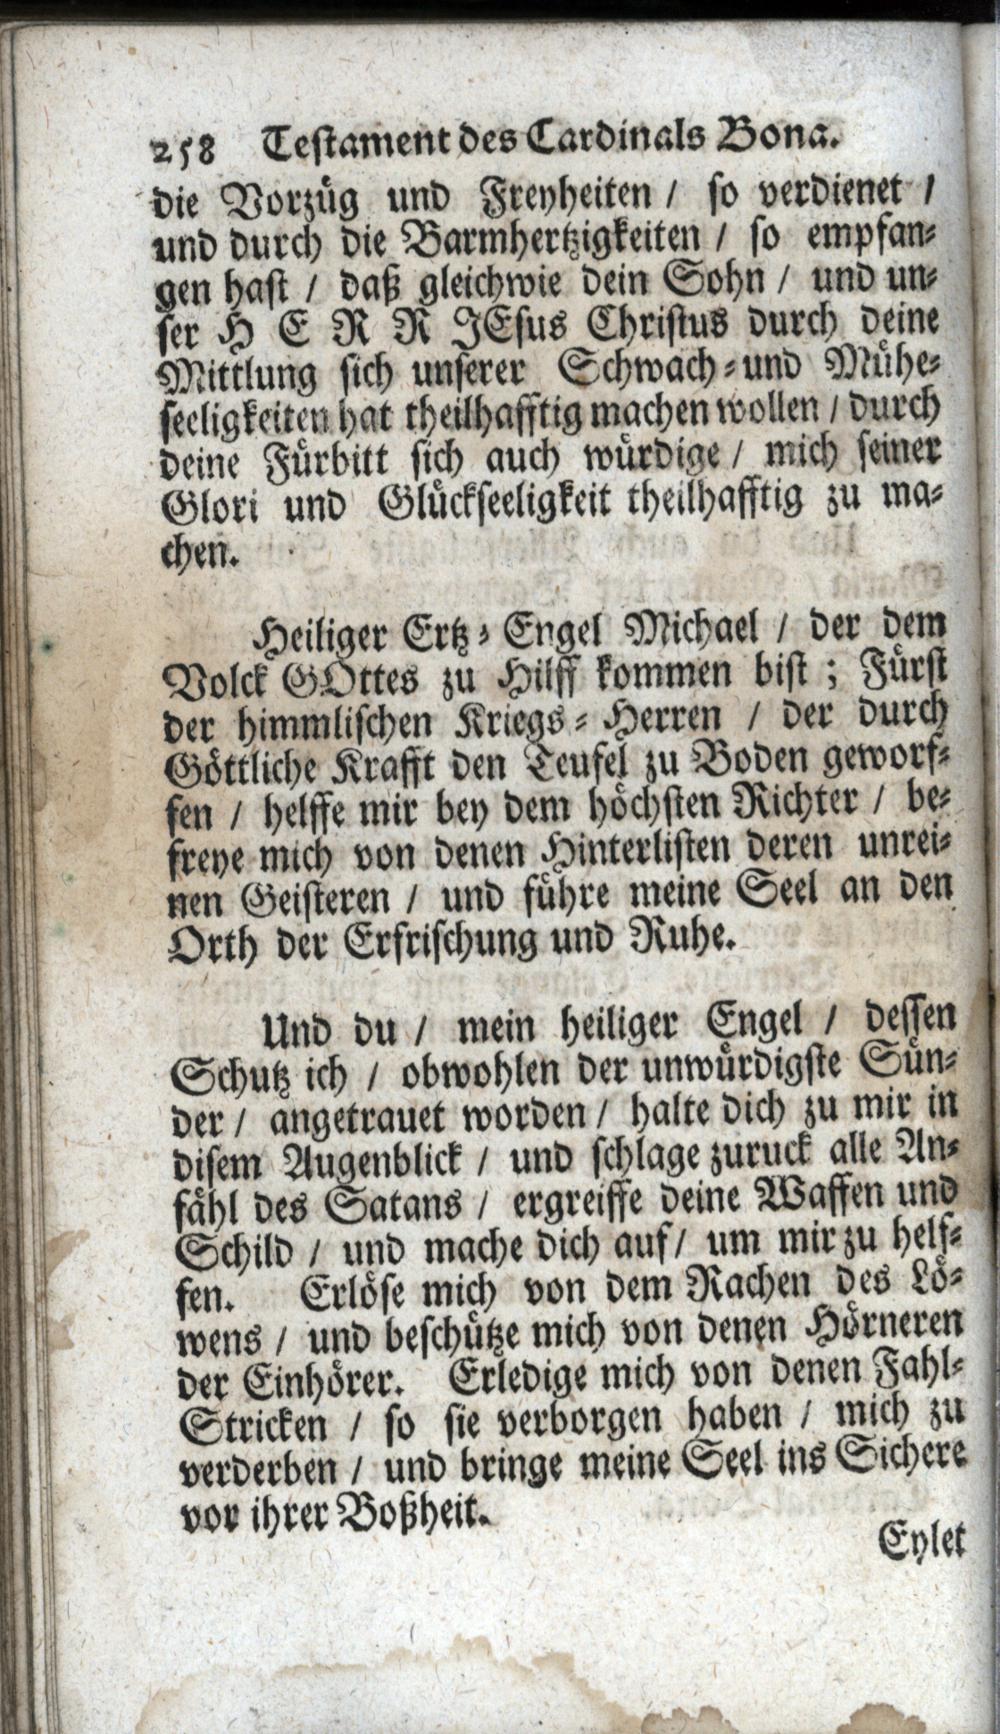 258 Testament des Cardinals Bona.
die Vorzüg und Freyheiten / so verdienet /
und durch die Barmhertzigkeiten / so empfan-
gen hast / daß gleichwie dein Sohn / und un-
ser H E R R JEsus Christus durch deine
Mittlung sich unserer Schwach-und Mühe-
seeligkeiten hat theilhafftig machen wollen / durch
deine Fürbitt sich auch würdige / mich seiner
Glori und Glückseeligkeit theilhafftig zu ma-
chen.
Heiliger Ertz-Engel Michael / der dem
Volck GOttes zu Hilff kommen bist ; Fürst
der himmlischen Kriegs-Herren / der durch
Göttliche Krafft den Teufel zu Boden geworf-
fen / helffe mir bey dem höchsten Richter / be-
freye mich von denen Hinterlisten deren unrei-
nen Geisteren / und führe meine Seel an den
Orth der Erfrischung und Ruhe.
Und du / mein heiliger Engel / dessen
Schutz ich / obwohlen der unwürdigste Sün-
der / angetrauet worden / halte dich zu mir in
disem Augenblick / und schlage zuruck alle An-
fähl des Satans / ergreiffe deine Waffen und
Schild / und mache dich auf / um mir zu helf-
fen. Erlöse mich von dem Rachen des Lö-
wens / und beschütze mich von denen Hörneren
der Einhörer. Erledige mich von denen Fahl-
Stricken / so sie verborgen haben / mich zu
verderben / und bringe meine Seel ins Sichere
vor ihrer Boßheit.
Eylet